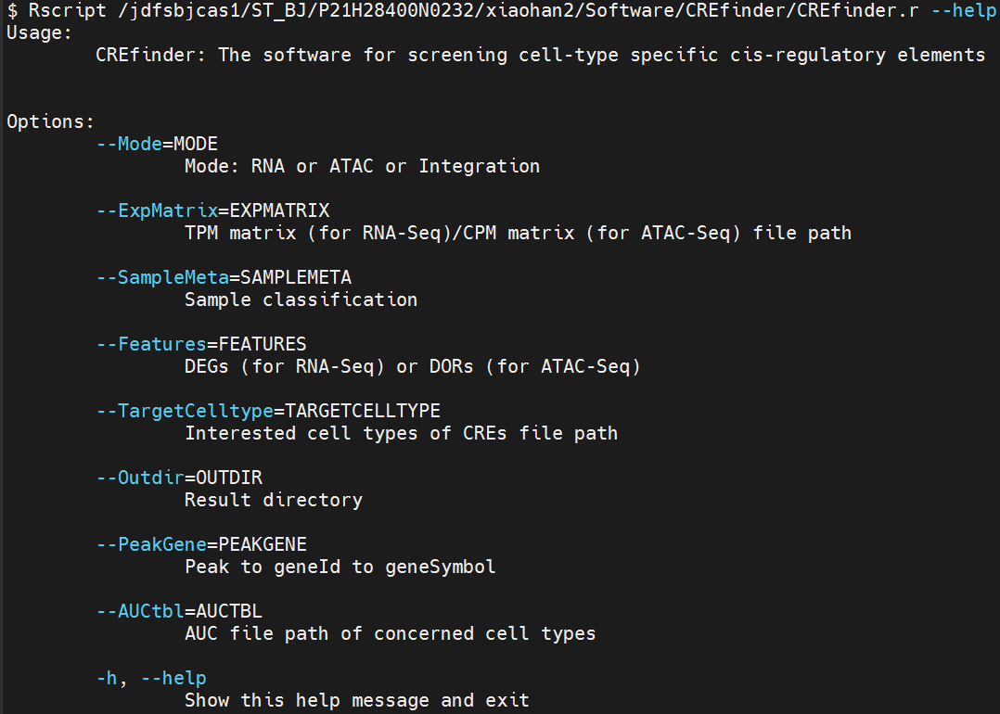 $ Rscript /jdfsbjcas1/ST_BJ/P21H28400N0232/xiaohan2/Software/CREfinder/CREfinder.r --help
Usage:
CREfinder: The software for screening cell-type specific cis-regulatory elements
Options:
--Mode=MODE
Mode: RNA or ATAC or Integration
--ExpMatrix=EXPMATRIX
TPM matrix (for RNA-Seq)/CPM matrix (for ATAC-Seq) file path
--SampleMeta=SAMPLEMETA
Sample classification
--Features=FEATURES
DEGs (for RNA-Seq) or DORs (for ATAC-Seq)
--TargetCelltype=TARGETCELLTYPE
Interested cell types of CREs file path
--Outdir=OUTDIR
Result directory
--PeakGene=PEAKGENE
Peak to geneId to geneSymbol
--AUCtbl=AUCTBL
AUC file path of concerned cell types
-h, --help
Show this help message and exit